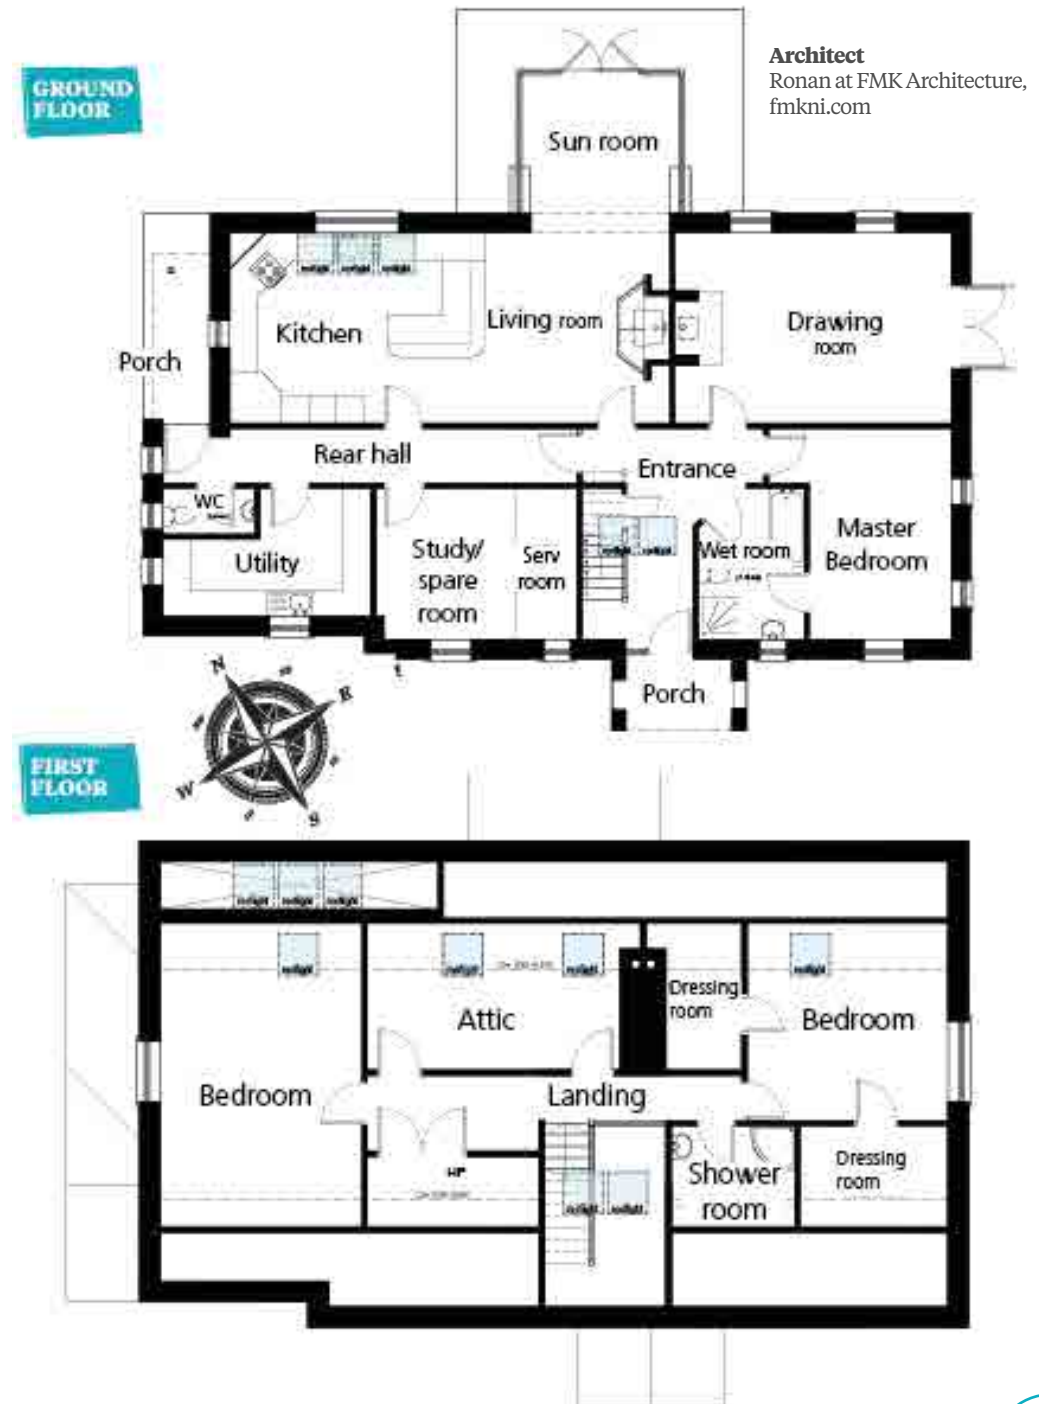 GROUND
FLOOR
Architect
Ronan at FMK Architecture,
fmkni.com
Sun room
Kitchen
Living room
Drawing
room
Porch
Rear hall
Entrance
WC
Utility
Study/
spare
room
Serv
room
Wet room
Master
Bedroom
Porch
N
E
W
S
FIRST
FLOOR
Attic
Dressing
room
Bedroom
Bedroom
Landing
HP
Shower
room
Dressing
room